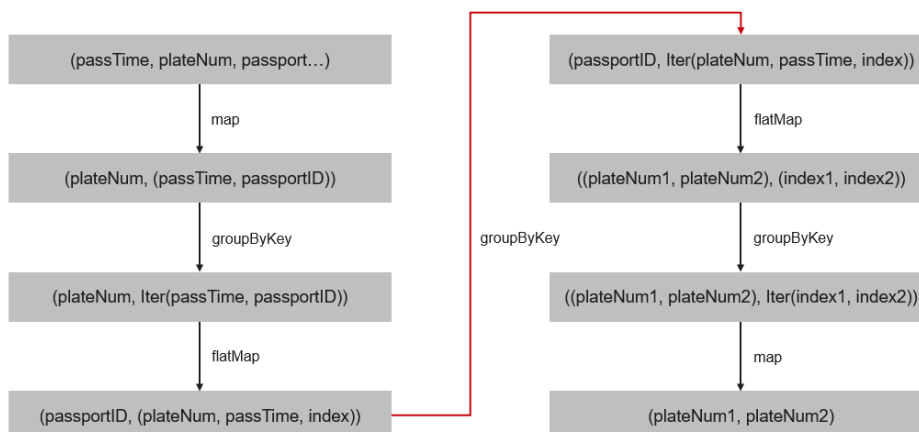 (passTime, plateNum, passport…)
map
(plateNum, (passTime, passportID))
groupByKey
(plateNum, Iter(passTime, passportID))
flatMap
(passportID, (plateNum, passTime, index))
groupByKey
(passportID, Iter(plateNum, passTime, index))
flatMap
((plateNum1, plateNum2), (index1, index2))
groupByKey
((plateNum1, plateNum2), Iter(index1, index2))
map
(plateNum1, plateNum2)